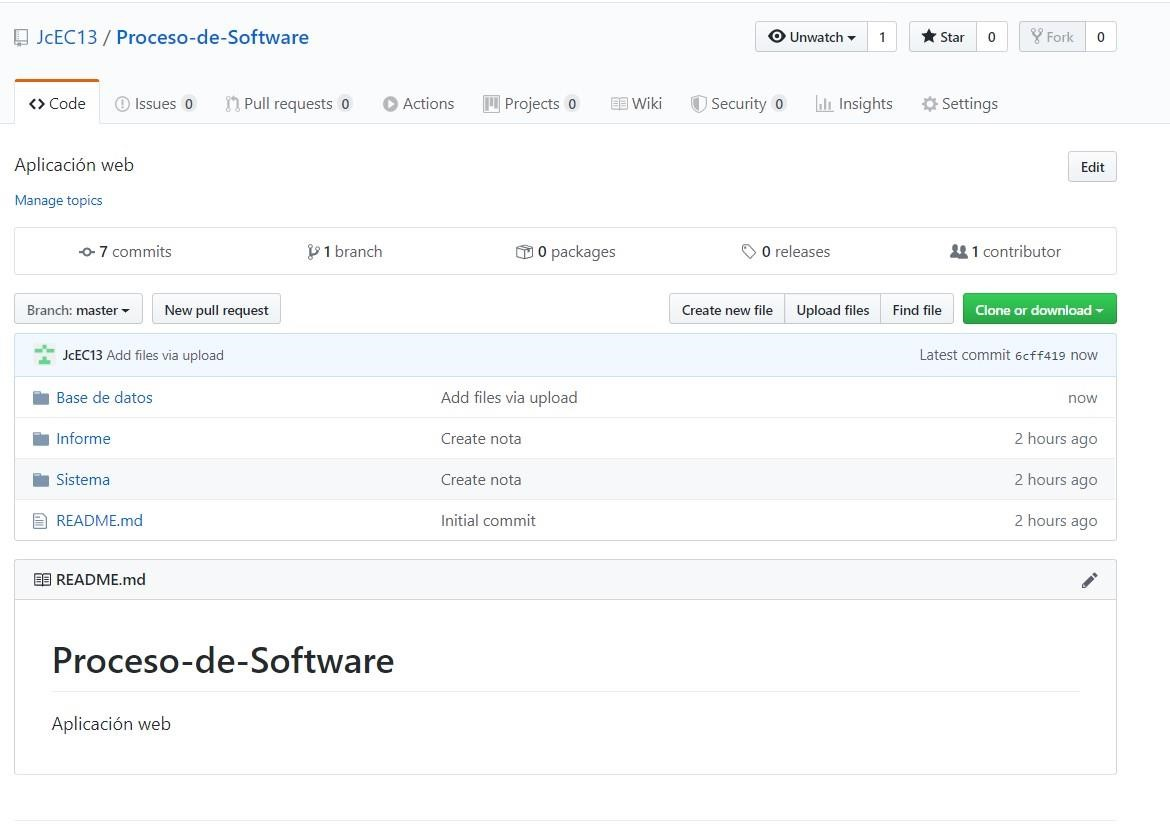 JcEC13 / Proceso-de-Software
Unwatch 1 Star 0 Fork 0
Code Issues 0 Pull requests 0 Actions Projects 0 Wiki Security 0 Insights Settings
Aplicación web
Edit
Manage topics
7 commits 1 branch 0 packages 0 releases 1 contributor
Branch: master New pull request Create new file Upload files Find file Clone or download
JcEC13 Add files via upload Latest commit 6cff419 now
Base de datos Add files via upload now
Informe Create nota 2 hours ago
Sistema Create nota 2 hours ago
README.md Initial commit 2 hours ago
README.md
Proceso-de-Software
Aplicación web